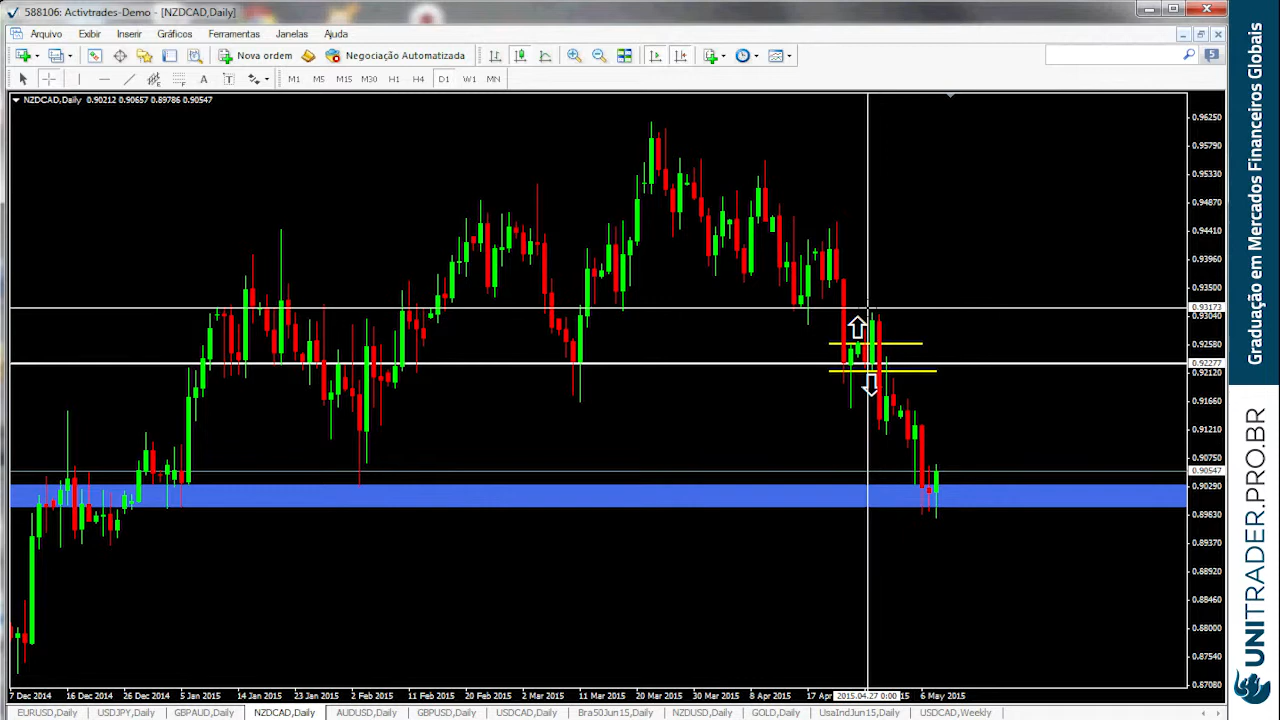 588106: Activtrades-Demo - [NZDCAD,Daily]
Arquivo Exibir Inserir Gráficos Ferramentas Janelas Ajuda
Nova ordem Negociação Automatizada
5
A T M1 M5 M15 M30 H1 H4 D1 W1 MN
NZDCAD,Daily 0.90212 0.90657 0.89786 0.90547
0.96250
0.95790
0.95330
0.94870
0.94410
0.93960
0.93500
0.93173
0.93040
0.92580
0.92277
0.92120
0.91660
0.91210
0.90750
0.90547
0.90290
0.89830
0.89370
0.88920
0.88460
0.88000
0.87540
0.87080
7 Dec 2014 16 Dec 2014 26 Dec 2014 5 Jan 2015 14 Jan 2015 23 Jan 2015 2 Feb 2015 11 Feb 2015 20 Feb 2015 2 Mar 2015 11 Mar 2015 20 Mar 2015 30 Mar 2015 8 Apr 2015 17 Apr 2015.04.27 0:00 6 May 2015
EURUSD,Daily USDJPY,Daily GBPAUD,Daily NZDCAD,Daily AUDUSD,Daily GBPUSD,Daily USDCAD,Daily Bra50Jun15,Daily NZDUSD,Daily GOLD,Daily UsaIndJun15,Daily USDCAD,Weekly
Graduação em Mercados Financeiros Globais
UNITRADER.PRO.BR